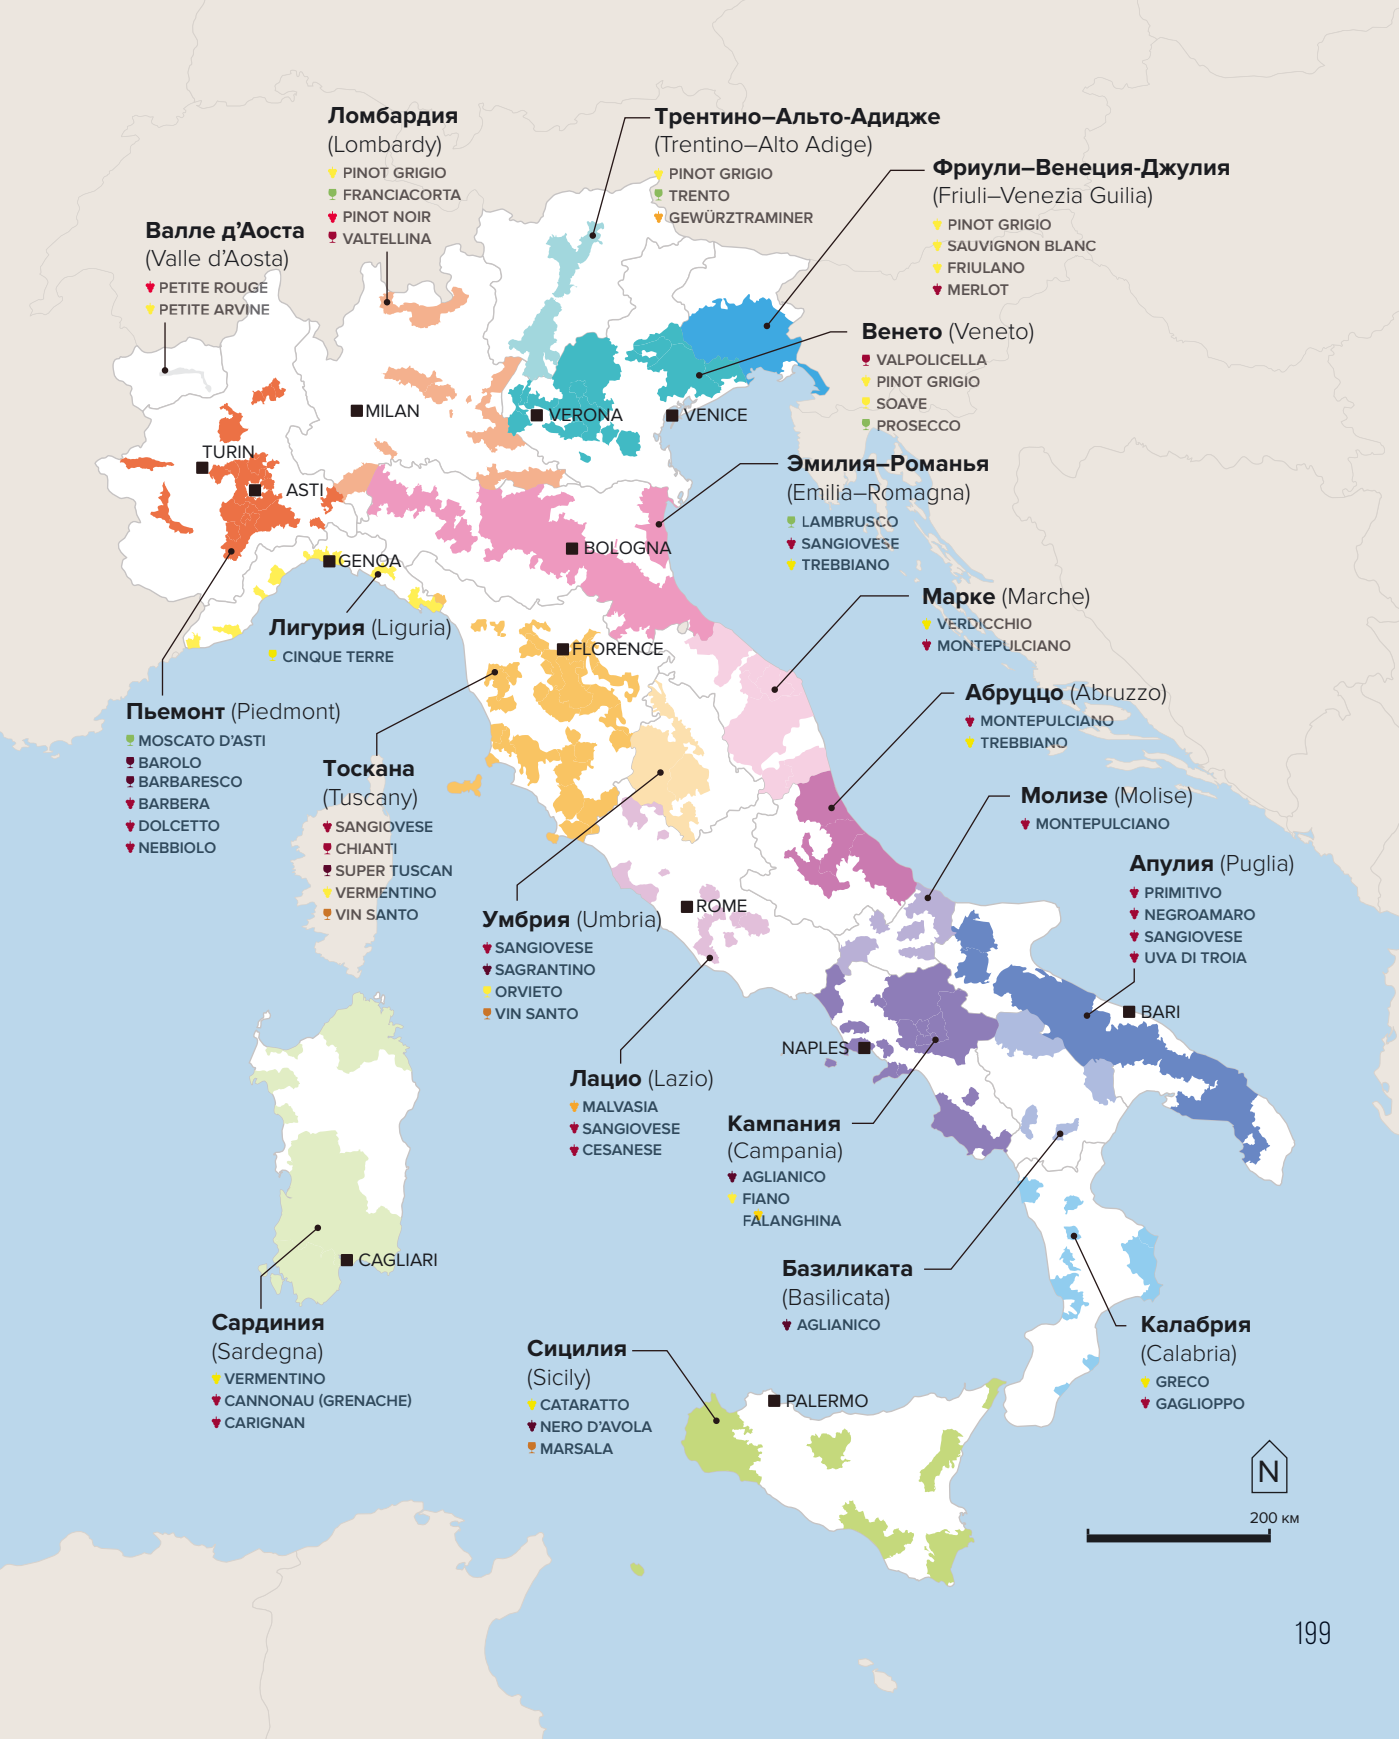 Ломбардия
(Lombardy)
PINOT GRIGIO
FRANCIACORTA
PINOT NOIR
VALTELLINA
Трентино–Альто-Адидже
(Trentino–Alto Adige)
PINOT GRIGIO
TRENTO
GEWÜRZTRAMINER
Фриули–Венеция-Джулия
(Friuli–Venezia Guilia)
PINOT GRIGIO
SAUVIGNON BLANC
FRIULANO
MERLOT
Валле д’Аоста
(Valle d’Aosta)
PETITE ROUGE
PETITE ARVINE
Венето (Veneto)
VALPOLICELLA
PINOT GRIGIO
SOAVE
PROSECCO
MILAN
VERONA
VENICE
TURIN
ASTI
Эмилия–Романья
(Emilia–Romagna)
LAMBRUSCO
SANGIOVESE
TREBBIANO
BOLOGNA
GENOA
Лигурия (Liguria)
CINQUE TERRE
FLORENCE
Марке (Marche)
VERDICCHIO
MONTEPULCIANO
Пьемонт (Piedmont)
MOSCATO D’ASTI
BAROLO
BARBARESCO
BARBERA
DOLCETTO
NEBBIOLO
Абруццо (Abruzzo)
MONTEPULCIANO
TREBBIANO
Тоскана
(Tuscany)
SANGIOVESE
CHIANTI
SUPER TUSCAN
VERMENTINO
VIN SANTO
Молизе (Molise)
MONTEPULCIANO
Апулия (Puglia)
PRIMITIVO
NEGROAMARO
SANGIOVESE
UVA DI TROIA
ROME
Умбрия (Umbria)
SANGIOVESE
SAGRANTINO
ORVIETO
VIN SANTO
BARI
NAPLES
Лацио (Lazio)
MALVASIA
SANGIOVESE
CESANESE
Кампания
(Campania)
AGLIANICO
FIANO
FALANGHINA
CAGLIARI
Базиликата
(Basilicata)
AGLIANICO
Сардиния
(Sardegna)
VERMENTINO
CANNONAU (GRENACHE)
CARIGNAN
Сицилия
(Sicily)
CATARATTO
NERO D’AVOLA
MARSALA
PALERMO
Калабрия
(Calabria)
GRECO
GAGLIOPPO
N
200 км
199